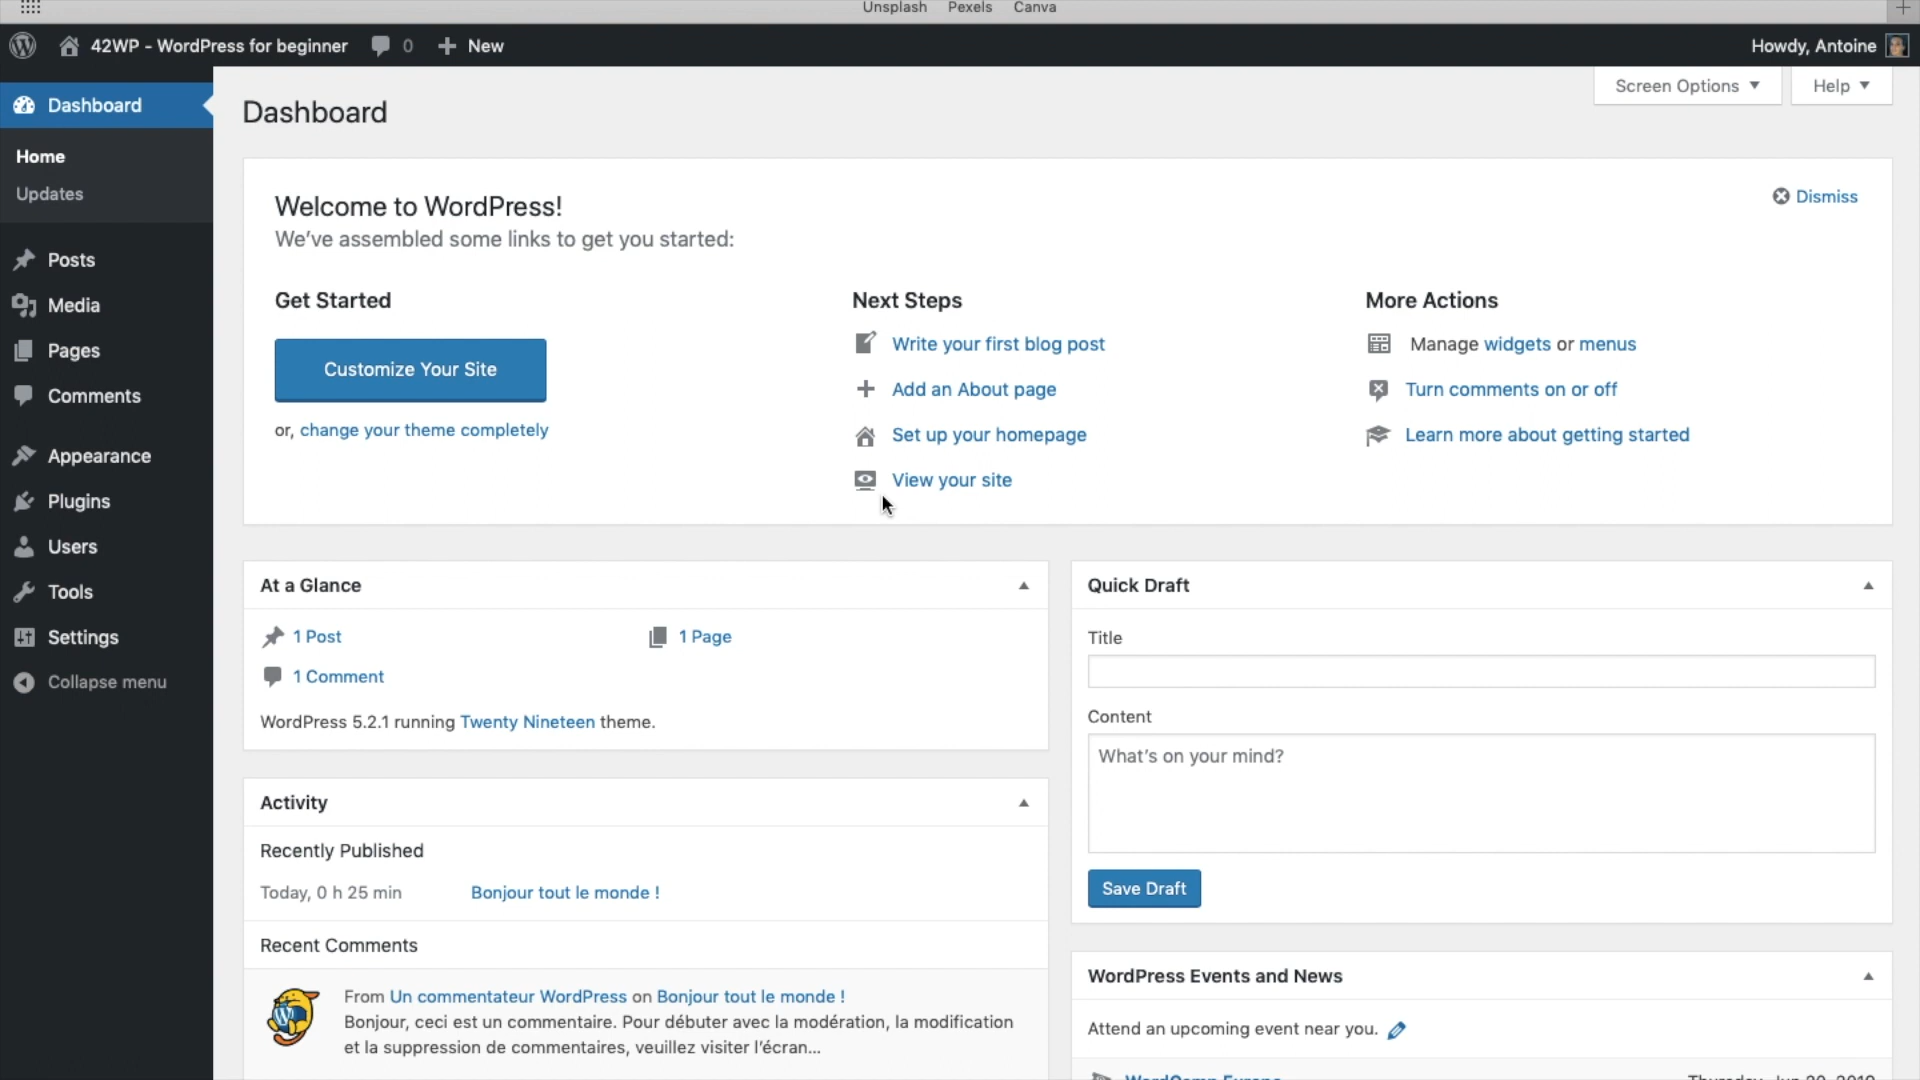 Unsplash Pexels Canva
42WP - WordPress for beginner 0 New Howdy, Antoine
Screen Options Help
Dashboard
Home
Updates
Posts
Media
Pages
Comments
Appearance
Plugins
Users
Tools
Settings
Collapse menu
Dashboard
Welcome to WordPress!
Dismiss
We've assembled some links to get you started:
Get Started
Customize Your Site
or, change your theme completely
Next Steps
Write your first blog post
Add an About page
Set up your homepage
View your site
More Actions
Manage widgets or menus
Turn comments on or off
Learn more about getting started
At a Glance
1 Post 1 Page
1 Comment
WordPress 5.2.1 running Twenty Nineteen theme.
Activity
Recently Published
Today, 0 h 25 min Bonjour tout le monde !
Recent Comments
From Un commentateur WordPress on Bonjour tout le monde !
Bonjour, ceci est un commentaire. Pour débuter avec la modération, la modification
et la suppression de commentaires, veuillez visiter l'écran...
Quick Draft
Title
Content
What's on your mind?
Save Draft
WordPress Events and News
Attend an upcoming event near you.
WordCamp Europe Thursday, Jun 20, 2019